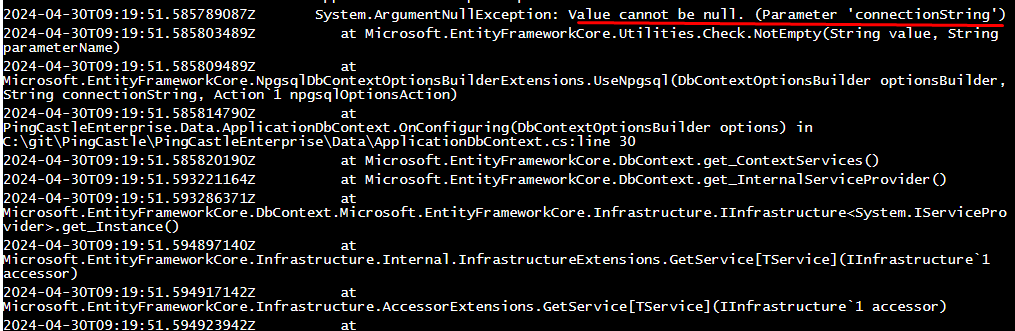 2024-04-30T09:19:51.585789087Z System.ArgumentNullException: Value cannot be null. (Parameter 'connectionString')
2024-04-30T09:19:51.585803489Z at Microsoft.EntityFrameworkCore.Utilities.Check.NotEmpty(String value, String
parameterName)
2024-04-30T09:19:51.585809489Z at
Microsoft.EntityFrameworkCore.NpgsqlDbContextOptionsBuilderExtensions.UseNpgsql(DbContextOptionsBuilder optionsBuilder,
String connectionString, Action`1 npgsqlOptionsAction)
2024-04-30T09:19:51.585814790Z at
PingCastleEnterprise.Data.ApplicationDbContext.OnConfiguring(DbContextOptionsBuilder options) in
C:\git\PingCastle\PingCastleEnterprise\Data\ApplicationDbContext.cs:line 30
2024-04-30T09:19:51.585820190Z at Microsoft.EntityFrameworkCore.DbContext.get_ContextServices()
2024-04-30T09:19:51.593221164Z at Microsoft.EntityFrameworkCore.DbContext.get_InternalServiceProvider()
2024-04-30T09:19:51.593286371Z at
Microsoft.EntityFrameworkCore.DbContext.Microsoft.EntityFrameworkCore.Infrastructure.IInfrastructure<System.IServicePro
vider>.get_Instance()
2024-04-30T09:19:51.594897140Z at
Microsoft.EntityFrameworkCore.Infrastructure.Internal.InfrastructureExtensions.GetService[TService](IInfrastructure`1
accessor)
2024-04-30T09:19:51.594917142Z at
Microsoft.EntityFrameworkCore.Infrastructure.AccessorExtensions.GetService[TService](IInfrastructure`1 accessor)
2024-04-30T09:19:51.594923942Z at